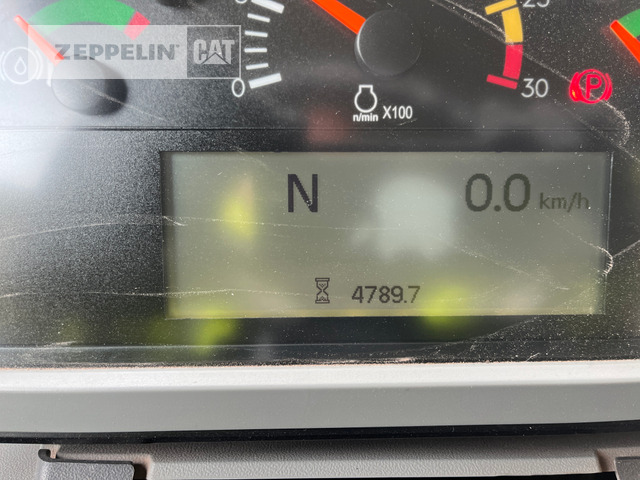 ZEPPELIN CAT
0
25
30
n/min X100
P
N 0.0 km/h
4789.7